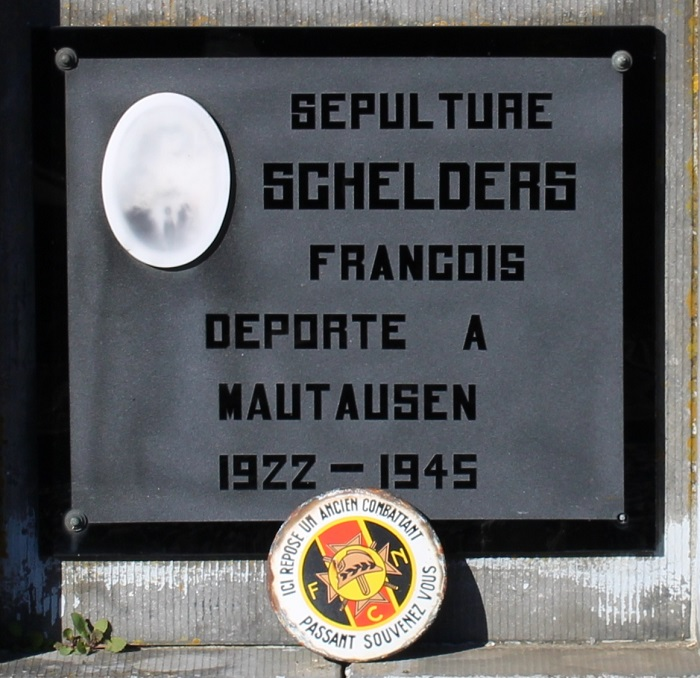 SEPULTURE
SCHELDERS
FRANCOIS
DEPORTE A
MAUTAUSEN
1922 - 1945
ICI REPOSE UN ANCIEN COMBATTANT
F N C
PASSANT SOUVENEZ VOUS